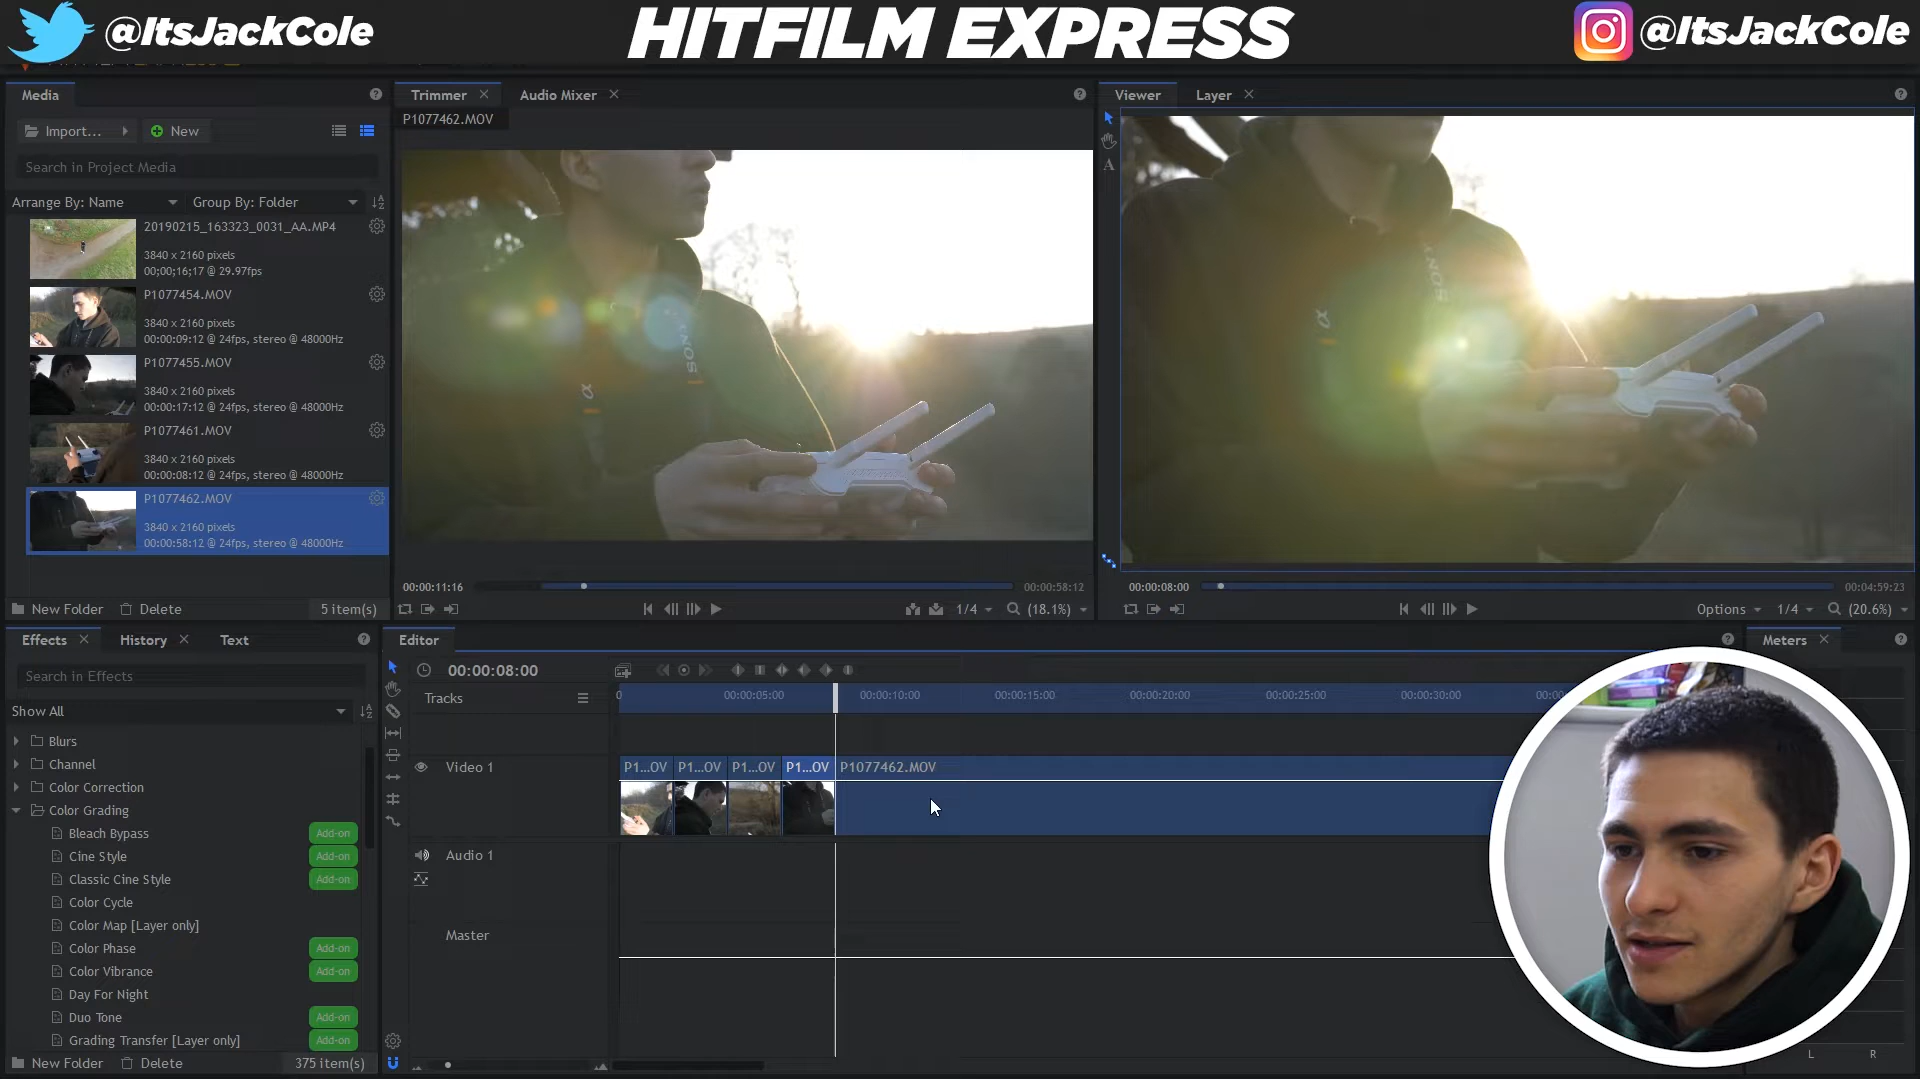 @ItsJackCole
HITFILM EXPRESS
@ItsJackCole
Media
Import...
New
Search in Project Media
Arrange By: Name
Group By: Folder
20190215_163323_0031_AA.MP4
3840 x 2160 pixels
00;00;16;17 @ 29.97fps
P1077454.MOV
3840 x 2160 pixels
00:00:09:12 @ 24fps, stereo @ 48000Hz
P1077455.MOV
3840 x 2160 pixels
00:00:17:12 @ 24fps, stereo @ 48000Hz
P1077461.MOV
3840 x 2160 pixels
00:00:08:12 @ 24fps, stereo @ 48000Hz
P1077462.MOV
3840 x 2160 pixels
00:00:58:12 @ 24fps, stereo @ 48000Hz
New Folder
Delete
5 item(s)
Trimmer
Audio Mixer
P1077462.MOV
SONOS
α
00:00:11:16
00:00:58:12
1/4
(18.1%)
Viewer
Layer
A
SONOS
α
00:00:08:00
00:04:59:23
Options
1/4
(20.6%)
Effects
History
Text
Search in Effects
Show All
Blurs
Channel
Color Correction
Color Grading
Bleach Bypass Add-on
Cine Style Add-on
Classic Cine Style Add-on
Color Cycle
Color Map [Layer only]
Color Phase Add-on
Color Vibrance Add-on
Day For Night
Duo Tone Add-on
Grading Transfer [Layer only] Add-on
New Folder
Delete
375 item(s)
Editor
00:00:08:00
Tracks
0
00:00:05:00
00:00:10:00
00:00:15:00
00:00:20:00
00:00:25:00
00:00:30:00
Video 1
P1...OV
P1...OV
P1...OV
P1...OV
P1077462.MOV
Audio 1
Master
Meters
L
R